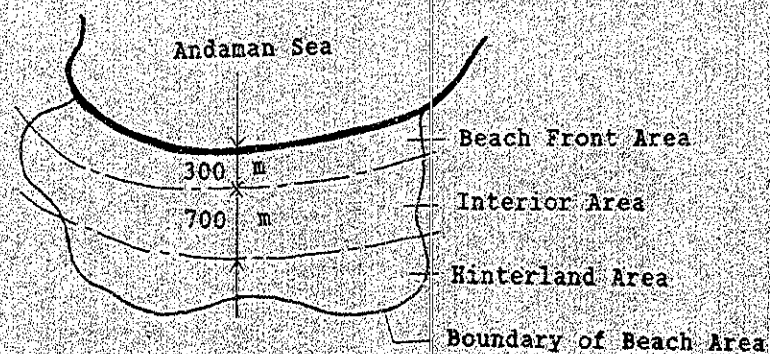 Andaman Sea
Beach Front Area
300 m
Interior Area
700 m
Hinterland Area
Boundary of Beach Area